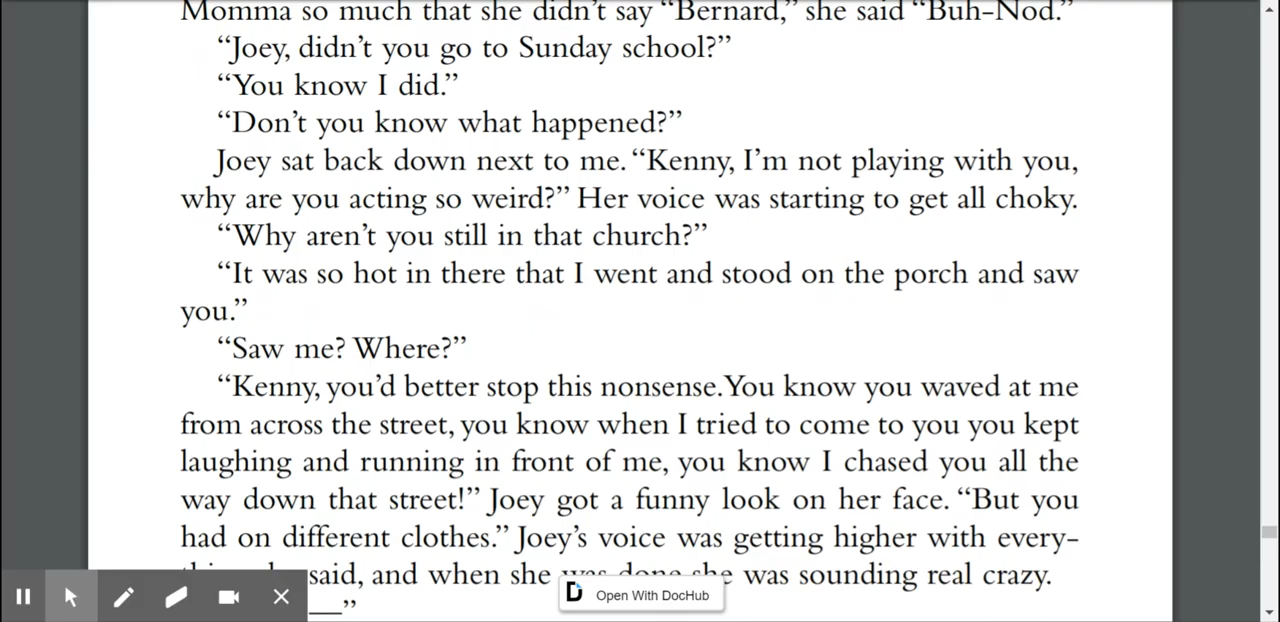 Momma so much that she didn’t say “Bernard,” she said “Buh-Nod.”
“Joey, didn’t you go to Sunday school?”
“You know I did.”
“Don’t you know what happened?”
Joey sat back down next to me. “Kenny, I’m not playing with you,
why are you acting so weird?” Her voice was starting to get all choky.
“Why aren’t you still in that church?”
“It was so hot in there that I went and stood on the porch and saw
you.”
“Saw me? Where?”
“Kenny, you’d better stop this nonsense. You know you waved at me
from across the street, you know when I tried to come to you you kept
laughing and running in front of me, you know I chased you all the
way down that street!” Joey got a funny look on her face. “But you
had on different clothes.” Joey’s voice was getting higher with every-
said, and when she was done she was sounding real crazy.
__”
Open With DocHub